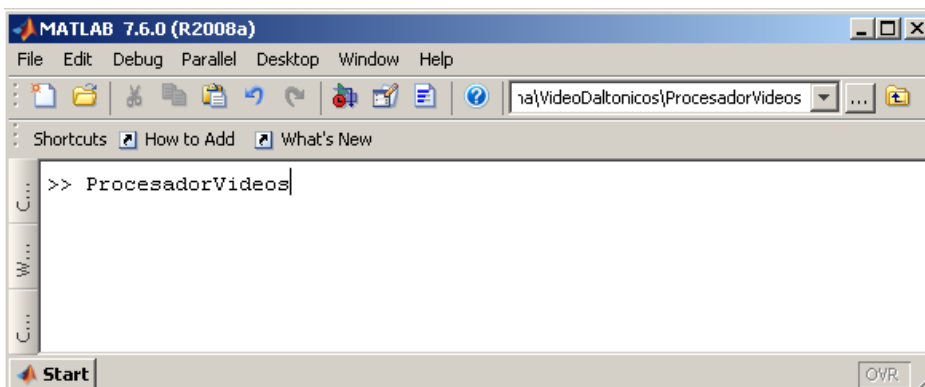 MATLAB 7.6.0 (R2008a)
File Edit Debug Parallel Desktop Window Help
na\VideoDaltonicos\ProcesadorVideos ...
Shortcuts How to Add What's New
>> ProcesadorVideos
C...
W...
C...
Start OVR